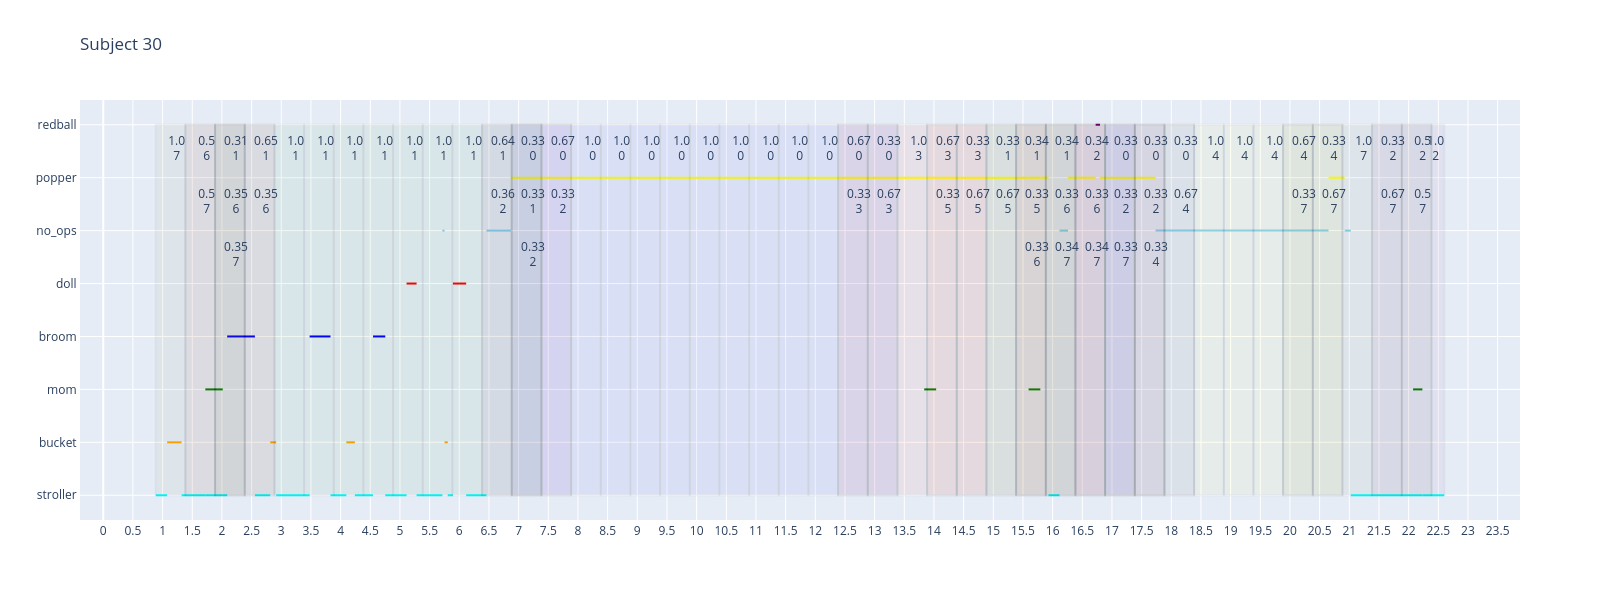 Subject 30
redball
1.0 0.5 0.31 0.65 1.0 1.0 1.0 1.0 1.0 1.0 1.0 0.64 0.33 0.67 1.0 1.0 1.0 1.0 1.0 1.0 1.0 1.0 1.0 0.67 0.33 1.0 0.67 0.33 0.33 0.34 0.34 0.34 0.33 0.33 0.33 1.0 1.0 1.0 0.67 0.33 1.0 0.33 0.5 1.0
7 6 1 1 1 1 1 1 1 1 1 1 0 0 0 0 0 0 0 0 0 0 0 0 0 3 3 3 1 1 1 2 0 0 0 4 4 4 4 4 7 2 2 2
popper
0.5 0.35 0.35 0.36 0.33 0.33 0.33 0.67 0.33 0.67 0.67 0.33 0.33 0.33 0.33 0.33 0.67 0.33 0.67 0.67 0.5
7 6 6 2 1 2 3 3 5 5 5 5 6 6 2 2 4 7 7 7 7
no_ops
0.35 0.33 0.33 0.34 0.34 0.33 0.33
7 2 6 7 7 7 4
doll
broom
mom
bucket
stroller
0 0.5 1 1.5 2 2.5 3 3.5 4 4.5 5 5.5 6 6.5 7 7.5 8 8.5 9 9.5 10 10.5 11 11.5 12 12.5 13 13.5 14 14.5 15 15.5 16 16.5 17 17.5 18 18.5 19 19.5 20 20.5 21 21.5 22 22.5 23 23.5